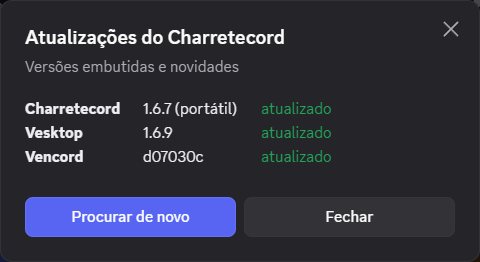 Atualizações do Charretecord
Versões embutidas e novidades
Charretecord 1.6.7 (portátil) atualizado
Vesktop 1.6.9 atualizado
Vencord d07030c atualizado
Procurar de novo Fechar